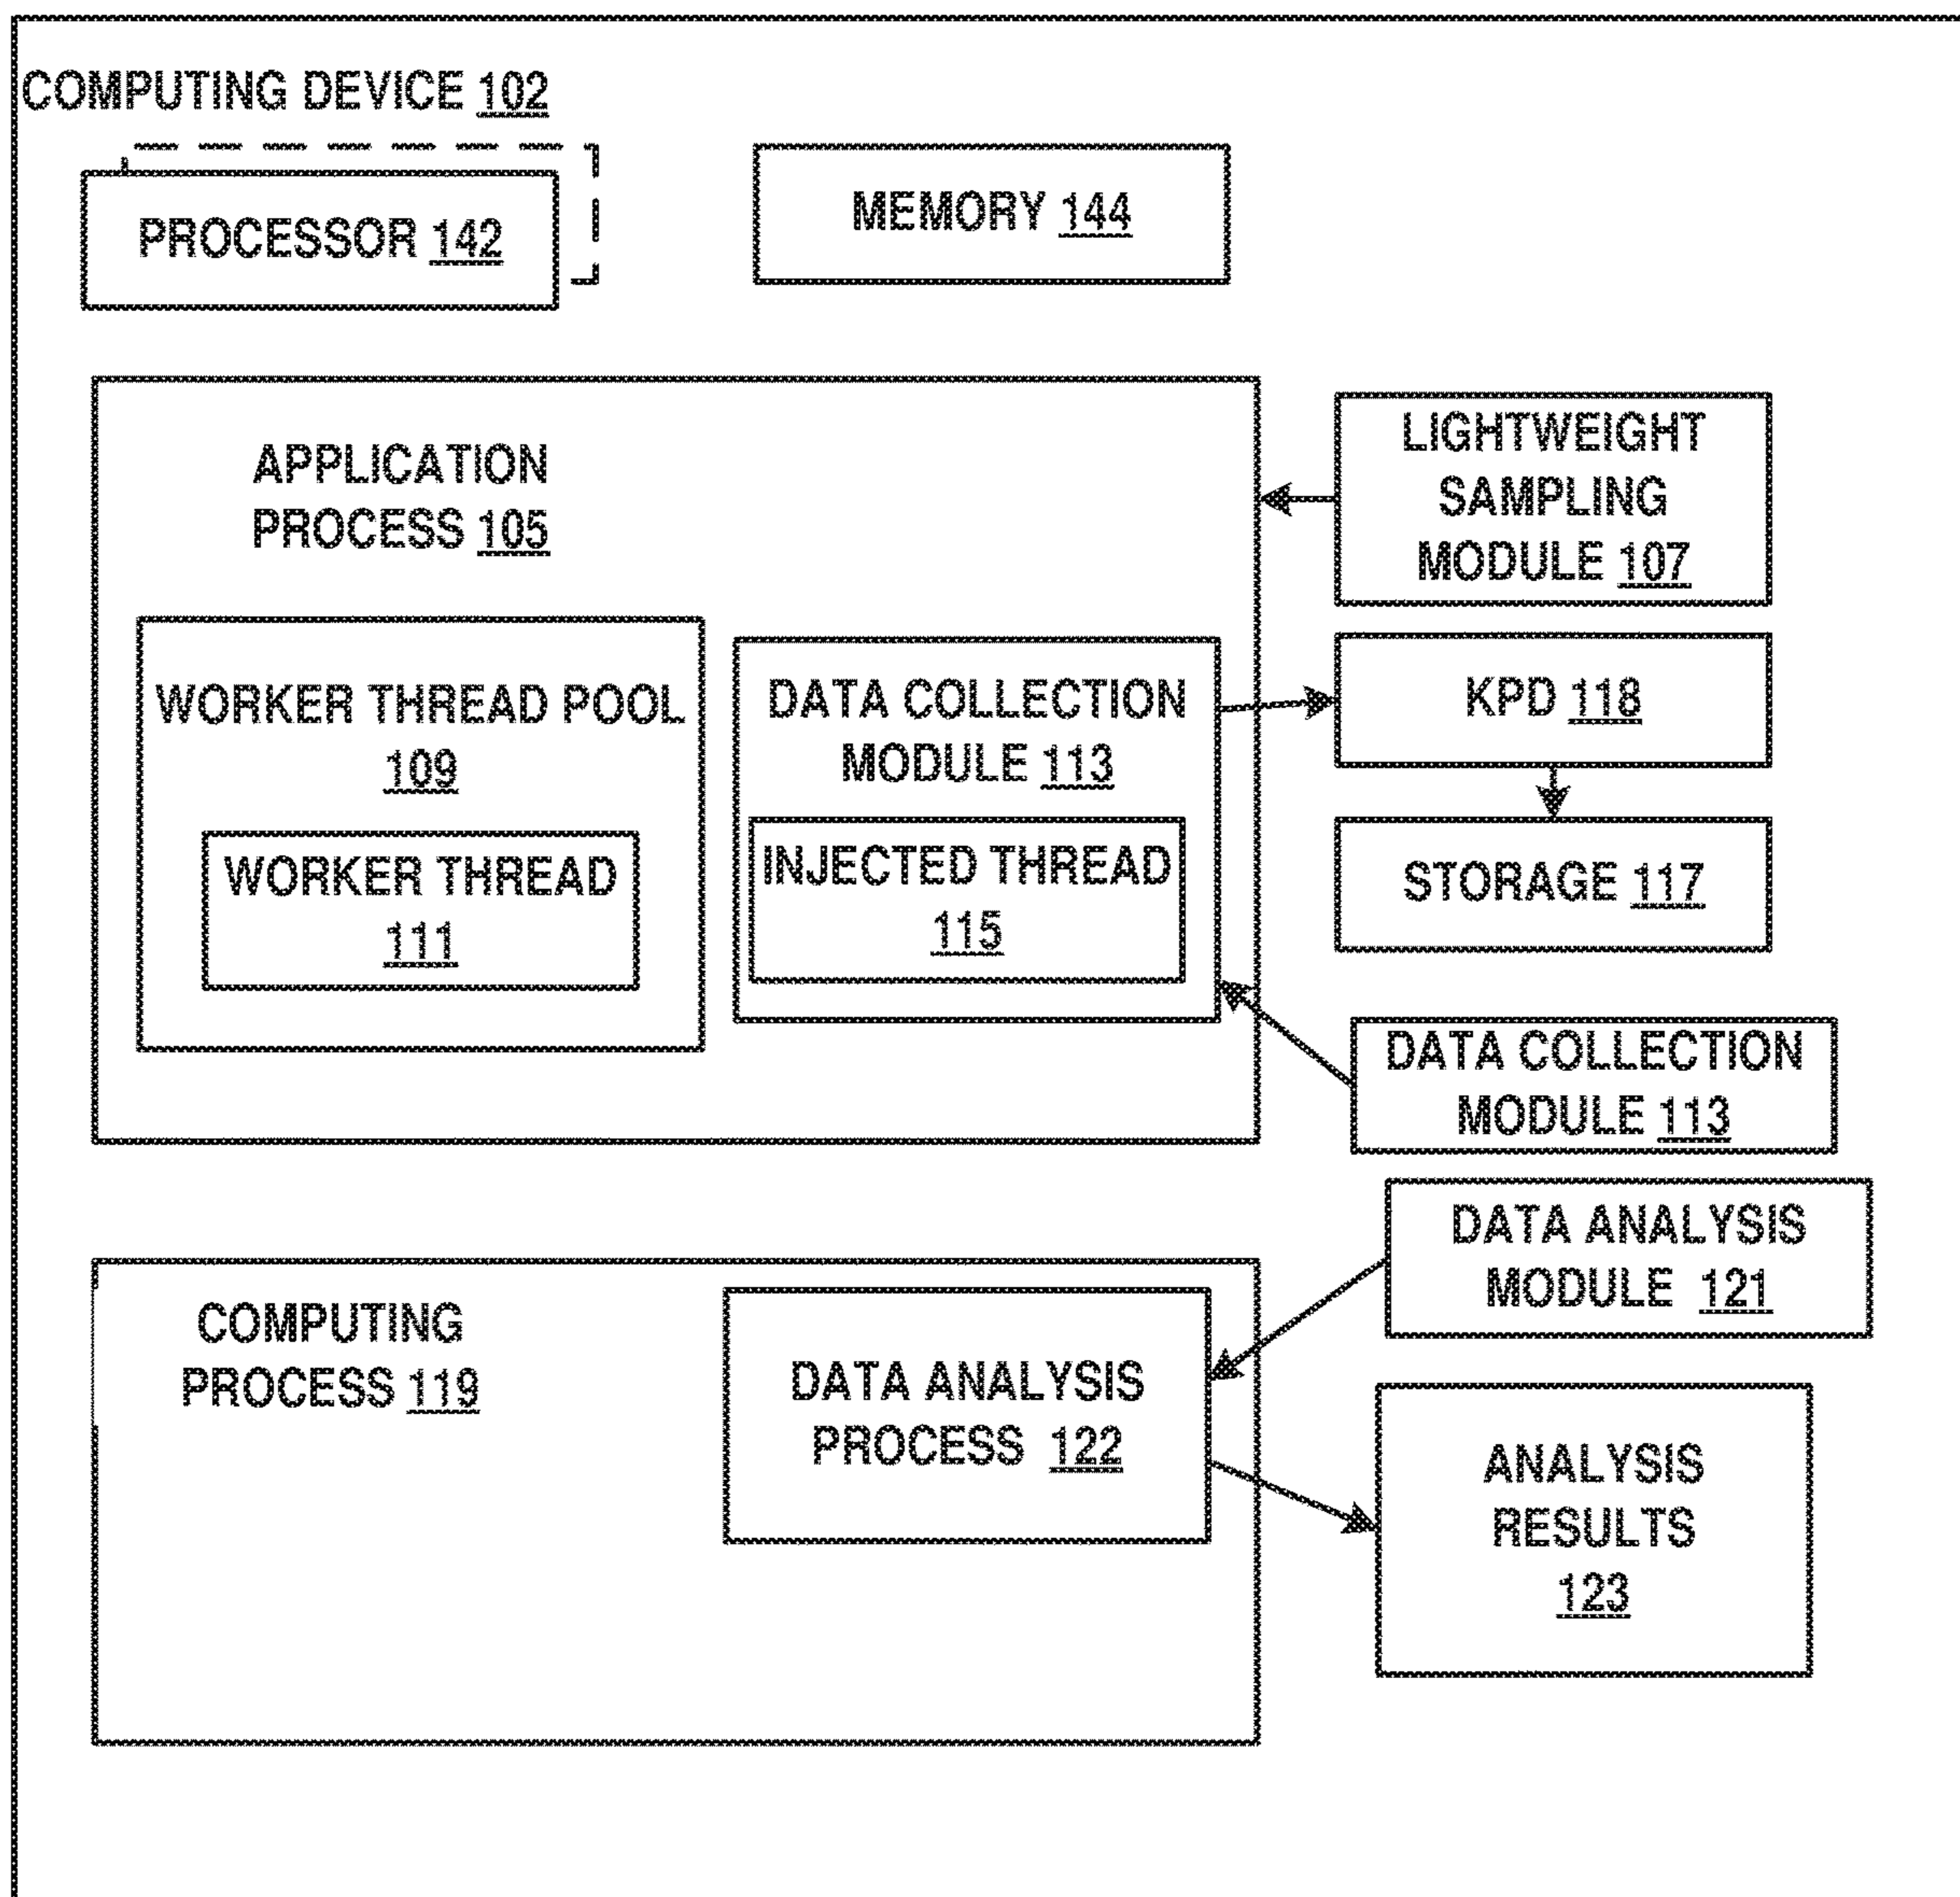 COMPUTING DEVICE 102
PROCESSOR 142
MEMORY 144
APPLICATION
PROCESS 105
LIGHTWEIGHT
SAMPLING
MODULE 107
WORKER THREAD POOL
109
WORKER THREAD
111
DATA COLLECTION
MODULE 113
INJECTED THREAD
115
KPD 118
STORAGE 117
DATA COLLECTION
MODULE 113
DATA ANALYSIS
MODULE 121
COMPUTING
PROCESS 119
DATA ANALYSIS
PROCESS 122
ANALYSIS
RESULTS
123